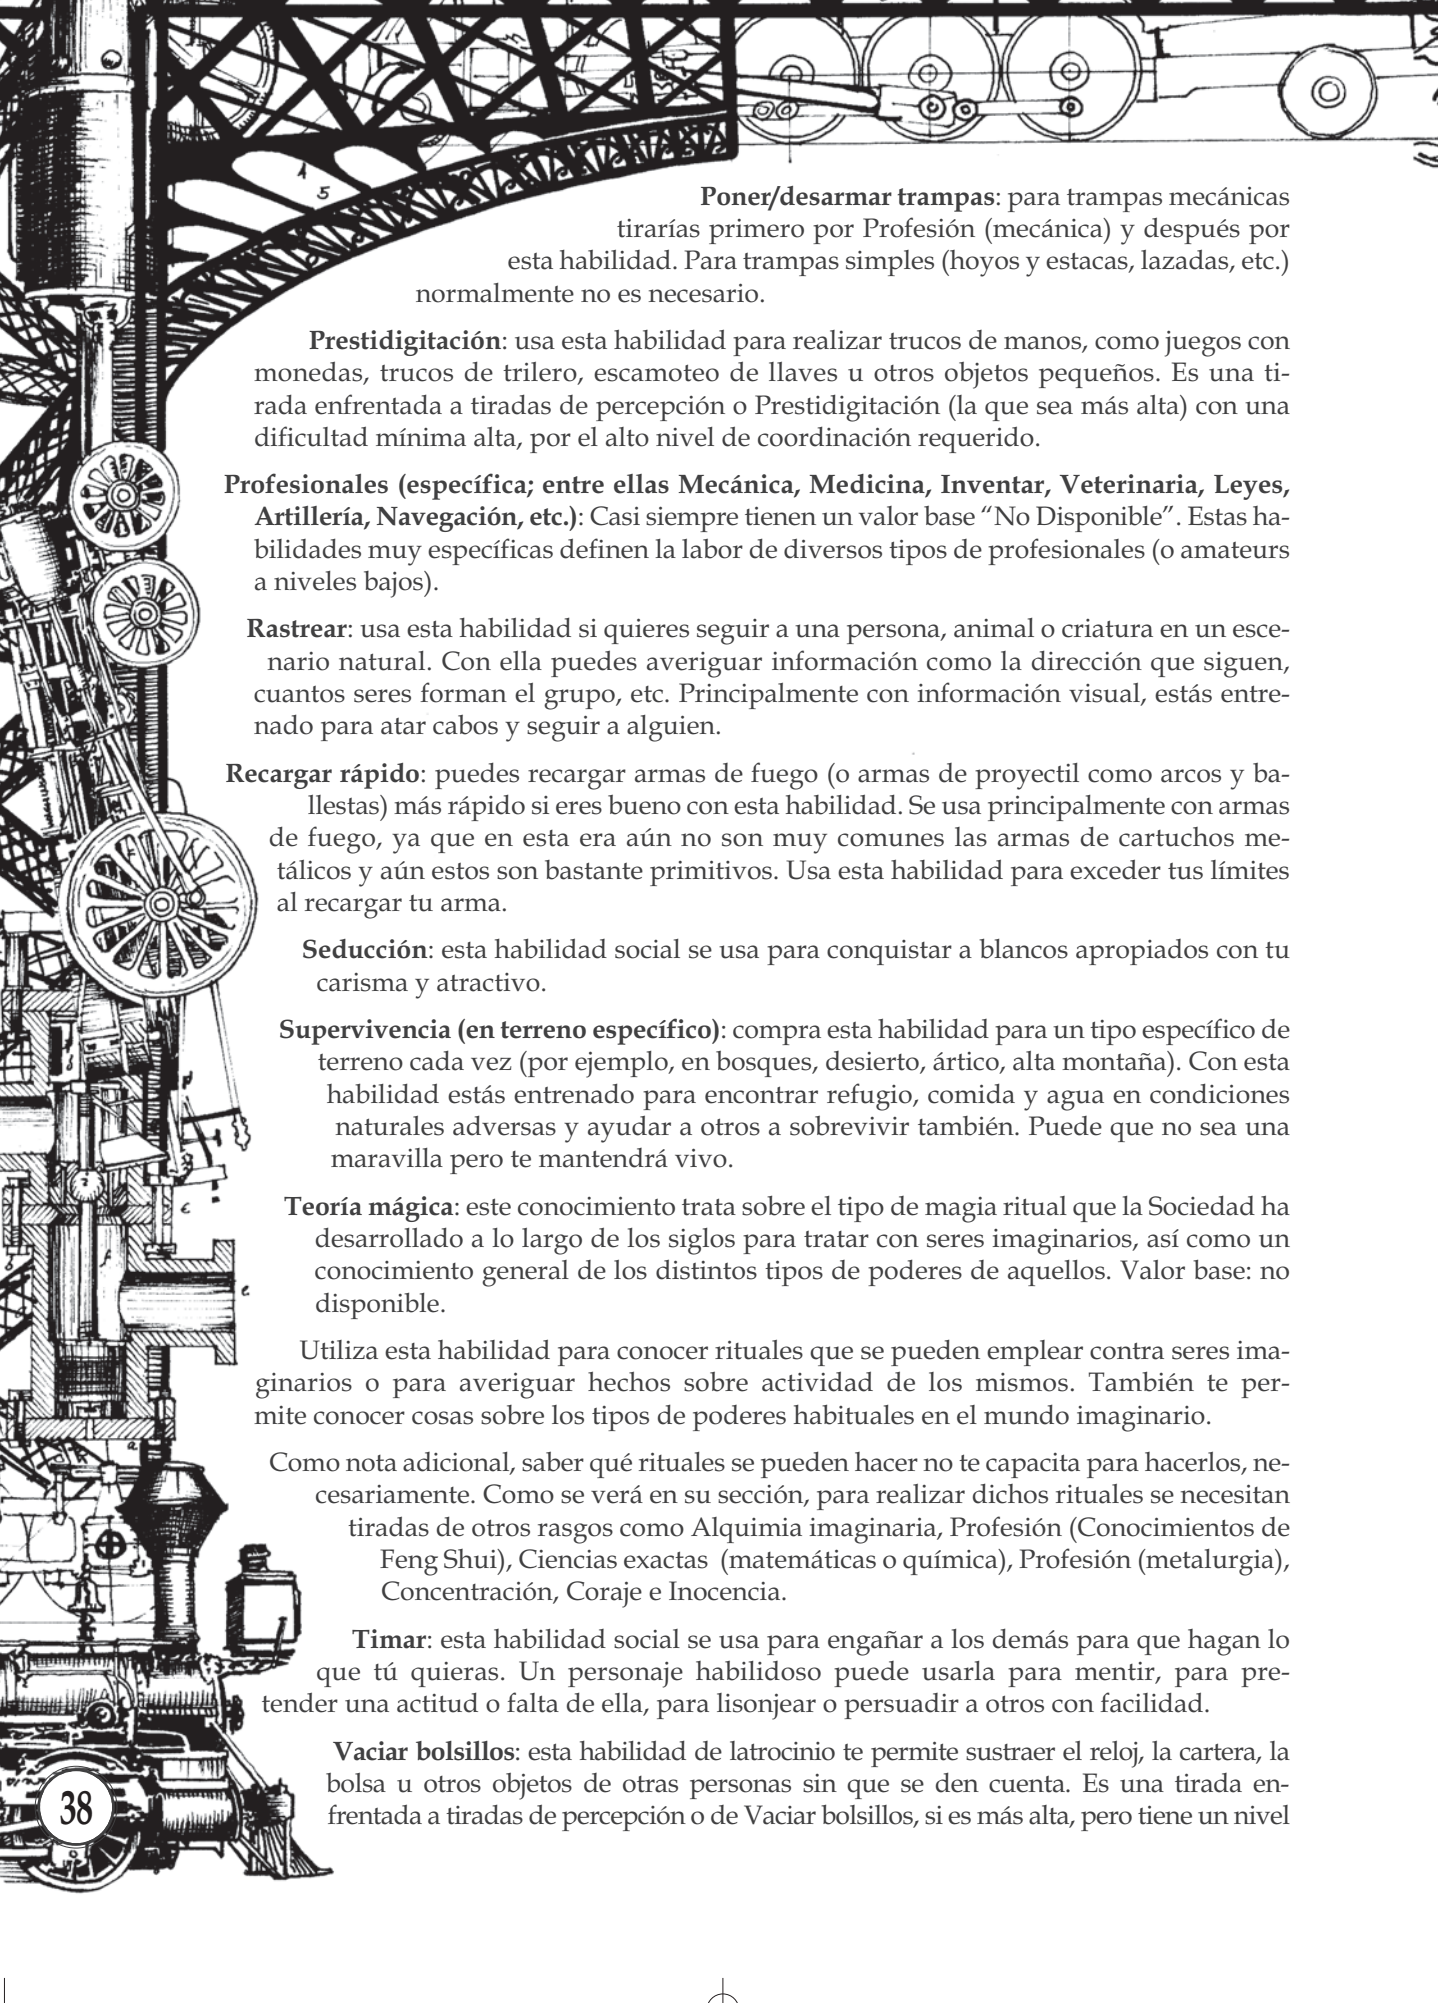 Poner/desarmar trampas: para trampas mecánicas
tirarías primero por Profesión (mecánica) y después por
esta habilidad. Para trampas simples (hoyos y estacas, lazadas, etc.)
normalmente no es necesario.
Prestidigitación: usa esta habilidad para realizar trucos de manos, como juegos con
monedas, trucos de trilero, escamoteo de llaves u otros objetos pequeños. Es una ti-
rada enfrentada a tiradas de percepción o Prestidigitación (la que sea más alta) con una
dificultad mínima alta, por el alto nivel de coordinación requerido.
Profesionales (específica; entre ellas Mecánica, Medicina, Inventar, Veterinaria, Leyes,
Artillería, Navegación, etc.): Casi siempre tienen un valor base “No Disponible”. Estas ha-
bilidades muy específicas definen la labor de diversos tipos de profesionales (o amateurs
a niveles bajos).
Rastrear: usa esta habilidad si quieres seguir a una persona, animal o criatura en un esce-
nario natural. Con ella puedes averiguar información como la dirección que siguen,
cuantos seres forman el grupo, etc. Principalmente con información visual, estás entre-
nado para atar cabos y seguir a alguien.
Recargar rápido: puedes recargar armas de fuego (o armas de proyectil como arcos y ba-
llestas) más rápido si eres bueno con esta habilidad. Se usa principalmente con armas
de fuego, ya que en esta era aún no son muy comunes las armas de cartuchos me-
tálicos y aún estos son bastante primitivos. Usa esta habilidad para exceder tus límites
al recargar tu arma.
Seducción: esta habilidad social se usa para conquistar a blancos apropiados con tu
carisma y atractivo.
Supervivencia (en terreno específico): compra esta habilidad para un tipo específico de
terreno cada vez (por ejemplo, en bosques, desierto, ártico, alta montaña). Con esta
habilidad estás entrenado para encontrar refugio, comida y agua en condiciones
naturales adversas y ayudar a otros a sobrevivir también. Puede que no sea una
maravilla pero te mantendrá vivo.
Teoría mágica: este conocimiento trata sobre el tipo de magia ritual que la Sociedad ha
desarrollado a lo largo de los siglos para tratar con seres imaginarios, así como un
conocimiento general de los distintos tipos de poderes de aquellos. Valor base: no
disponible.
Utiliza esta habilidad para conocer rituales que se pueden emplear contra seres ima-
ginarios o para averiguar hechos sobre actividad de los mismos. También te per-
mite conocer cosas sobre los tipos de poderes habituales en el mundo imaginario.
Como nota adicional, saber qué rituales se pueden hacer no te capacita para hacerlos, ne-
cesariamente. Como se verá en su sección, para realizar dichos rituales se necesitan
tiradas de otros rasgos como Alquimia imaginaria, Profesión (Conocimientos de
Feng Shui), Ciencias exactas (matemáticas o química), Profesión (metalurgia),
Concentración, Coraje e Inocencia.
Timar: esta habilidad social se usa para engañar a los demás para que hagan lo
que tú quieras. Un personaje habilidoso puede usarla para mentir, para pre-
tender una actitud o falta de ella, para lisonjear o persuadir a otros con facilidad.
Vaciar bolsillos: esta habilidad de latrocinio te permite sustraer el reloj, la cartera, la
bolsa u otros objetos de otras personas sin que se den cuenta. Es una tirada en-
frentada a tiradas de percepción o de Vaciar bolsillos, si es más alta, pero tiene un nivel
38